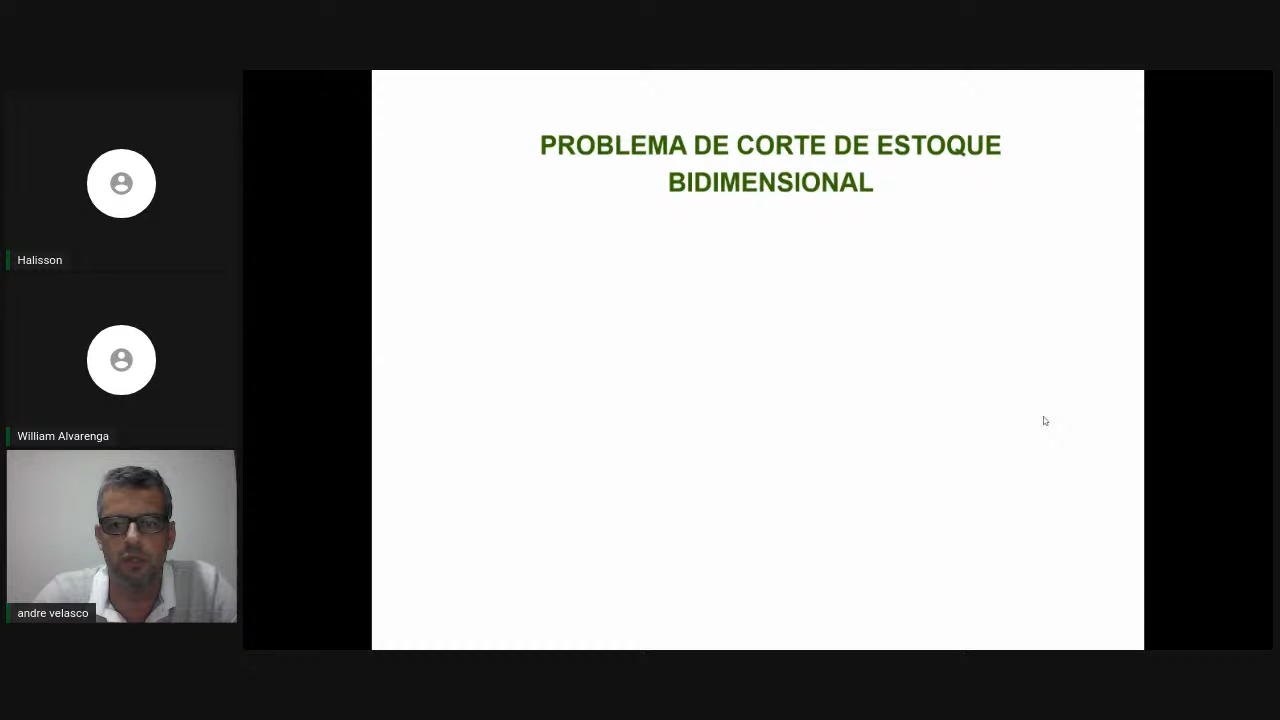 PROBLEMA DE CORTE DE ESTOQUE
BIDIMENSIONAL
Halisson
William Alvarenga
andre velasco